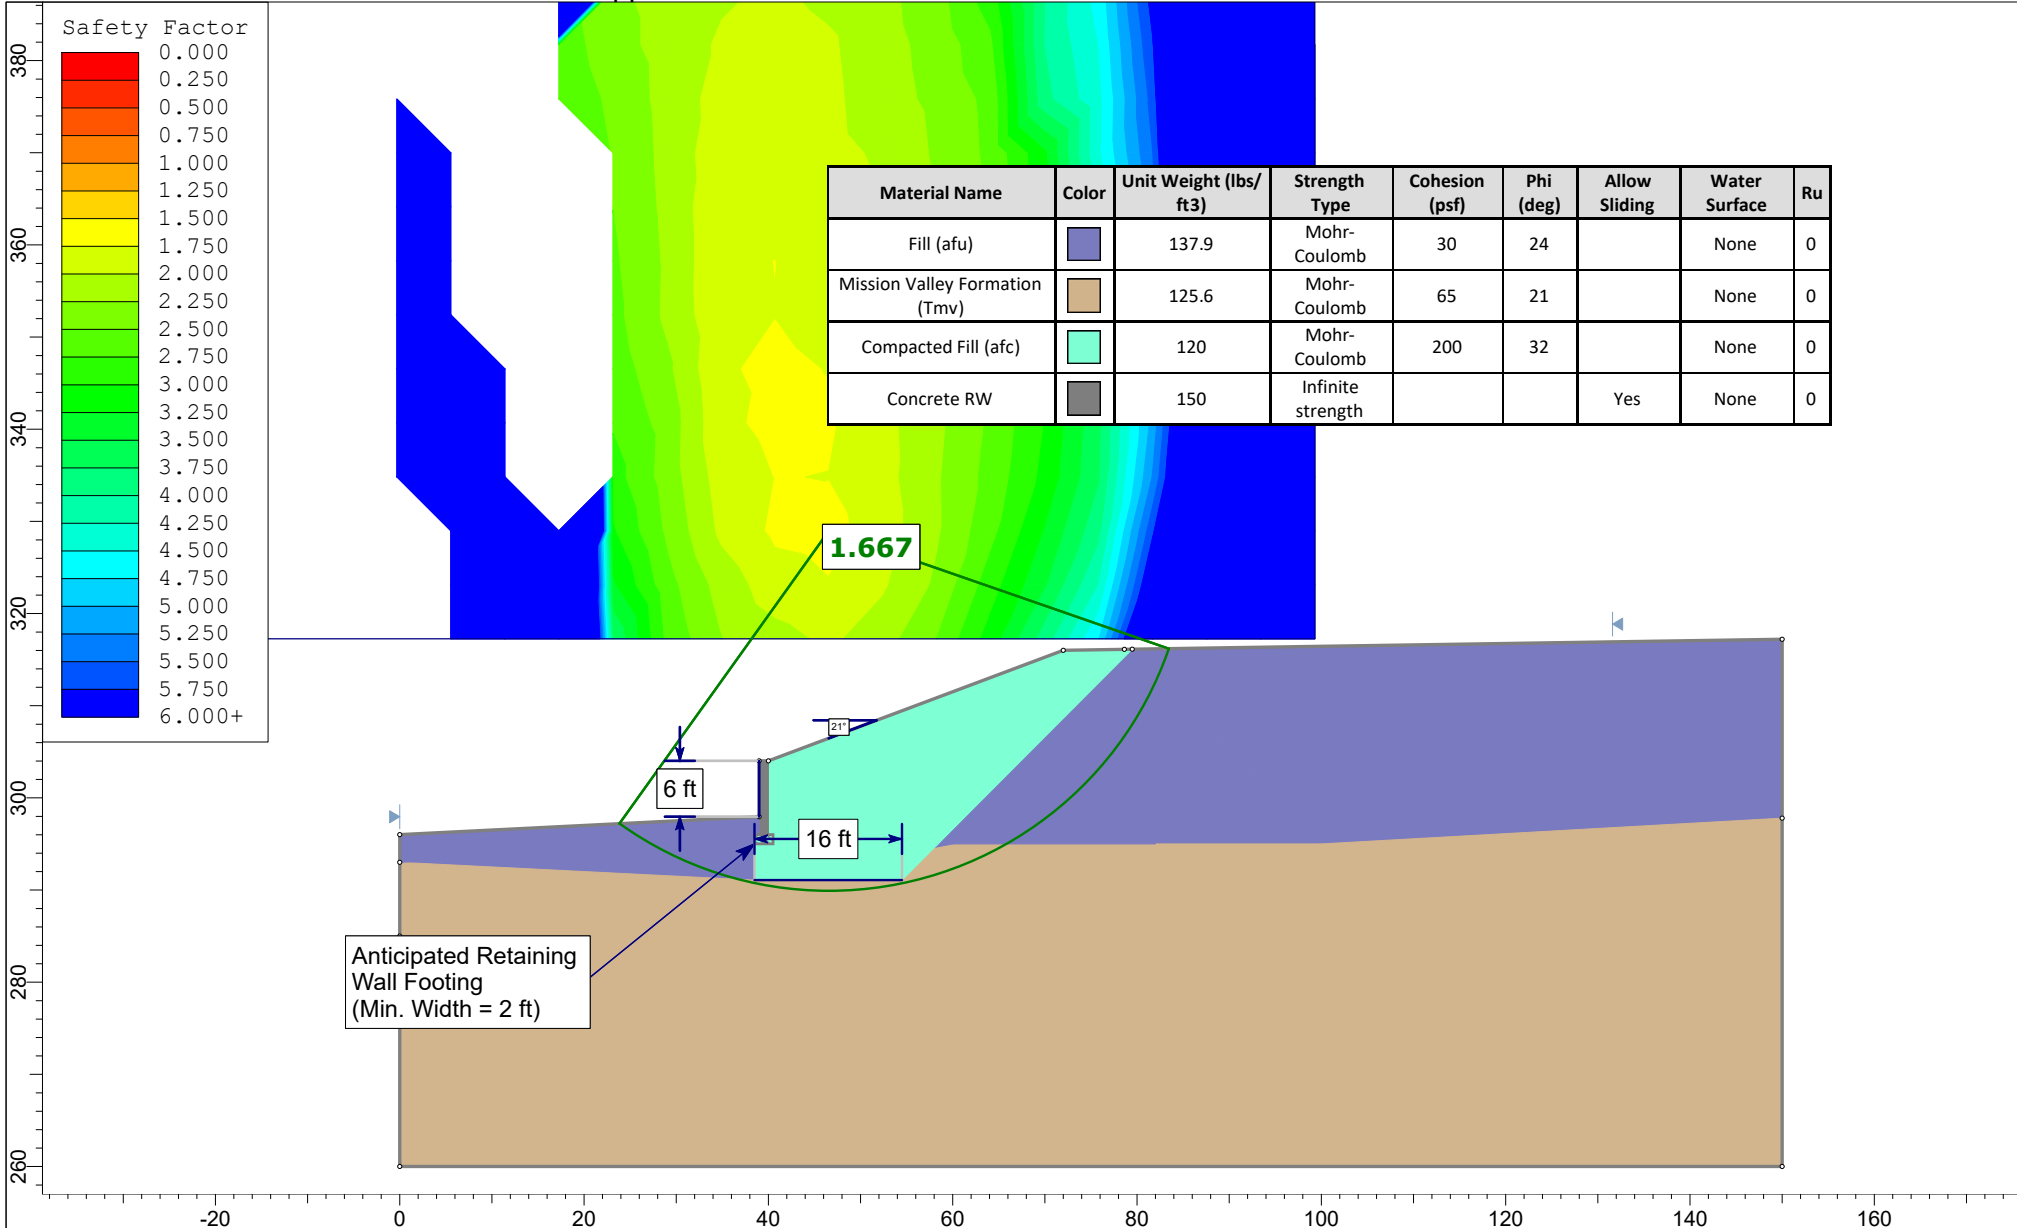 Safety Factor
0.000
0.250
0.500
0.750
1.000
1.250
1.500
1.750
2.000
2.250
2.500
2.750
3.000
3.250
3.500
3.750
4.000
4.250
4.500
4.750
5.000
5.250
5.500
5.750
6.000+
Material Name Color Unit Weight (lbs/ft3) Strength Type Cohesion (psf) Phi (deg) Allow Sliding Water Surface Ru
Fill (afu) 137.9 Mohr-Coulomb 30 24 None 0
Mission Valley Formation (Tmv) 125.6 Mohr-Coulomb 65 21 None 0
Compacted Fill (afc) 120 Mohr-Coulomb 200 32 None 0
Concrete RW 150 Infinite strength Yes None 0
1.667
21°
6 ft
16 ft
Anticipated Retaining
Wall Footing
(Min. Width = 2 ft)
380
360
340
320
300
280
260
-20 0 20 40 60 80 100 120 140 160